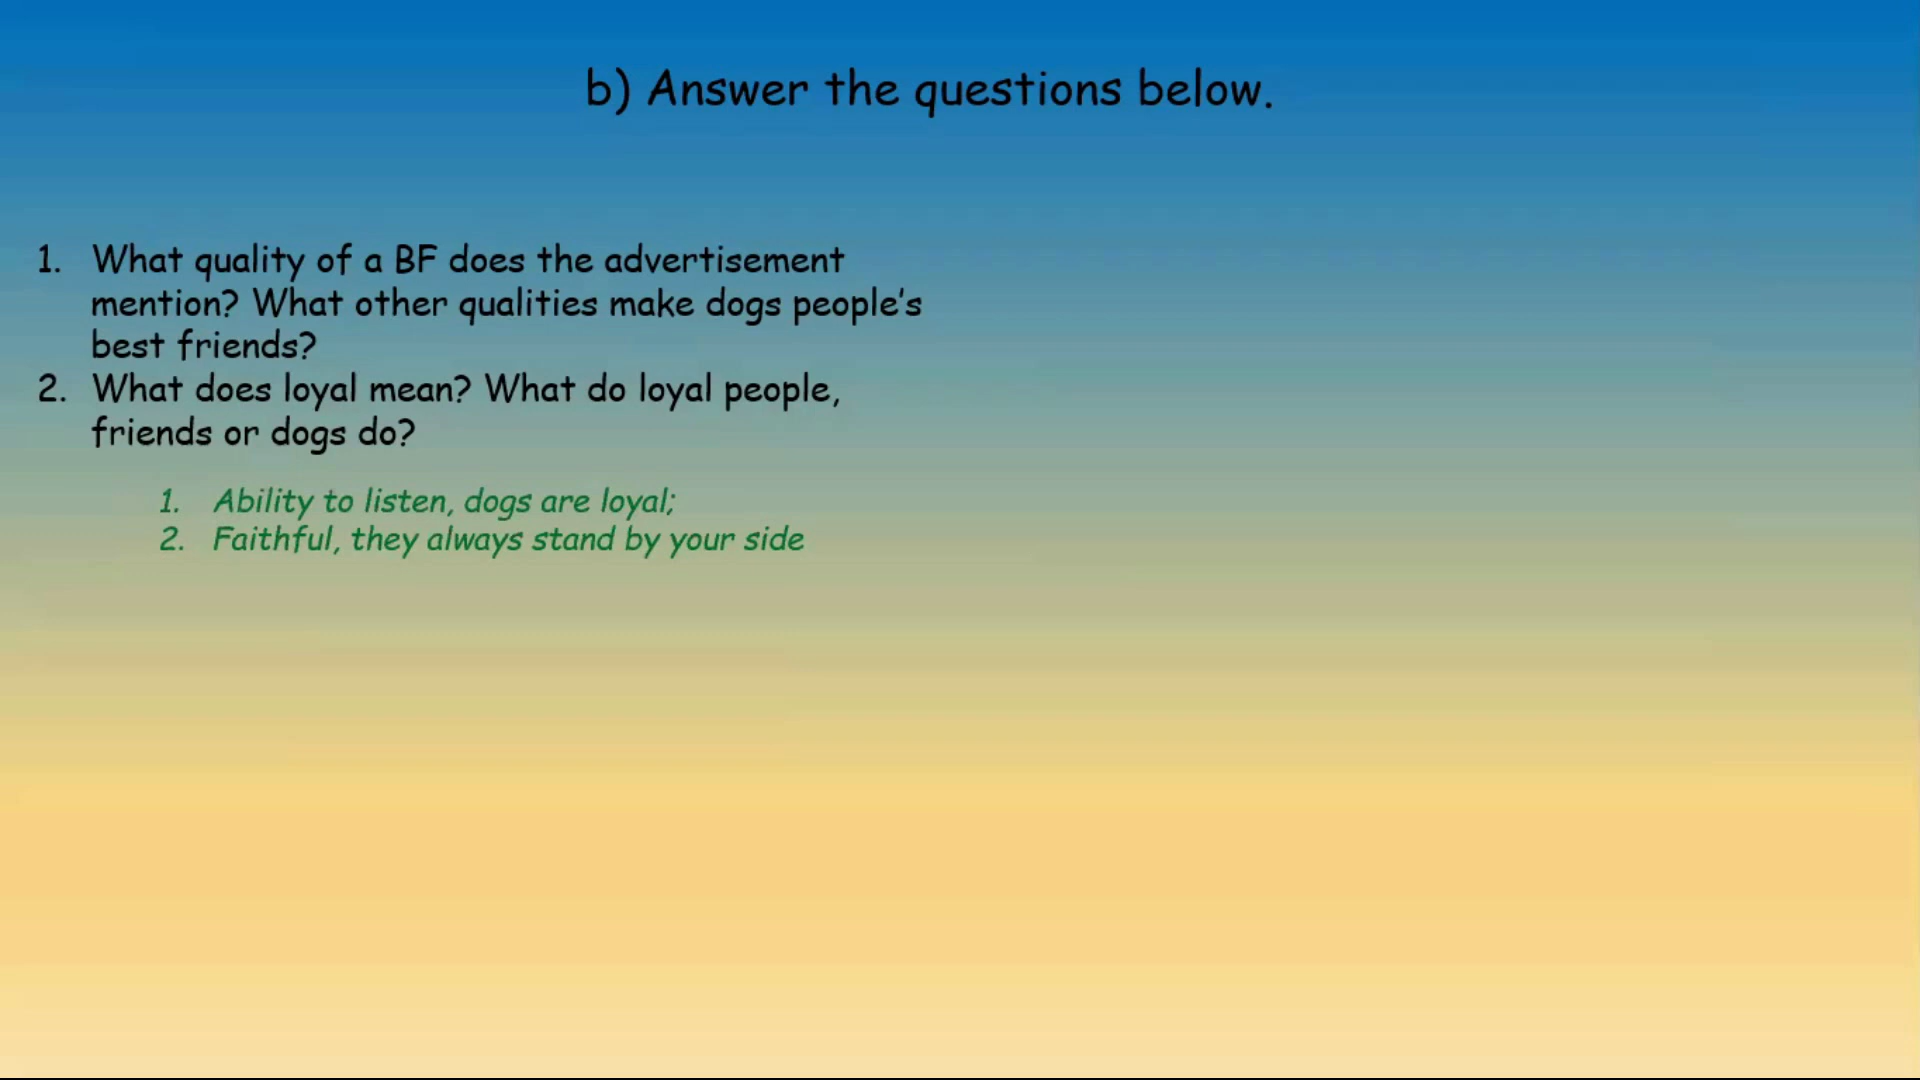 b) Answer the questions below.
1. What quality of a BF does the advertisement
mention? What other qualities make dogs people's
best friends?
2. What does loyal mean? What do loyal people,
friends or dogs do?
1. Ability to listen, dogs are loyal;
2. Faithful, they always stand by your side